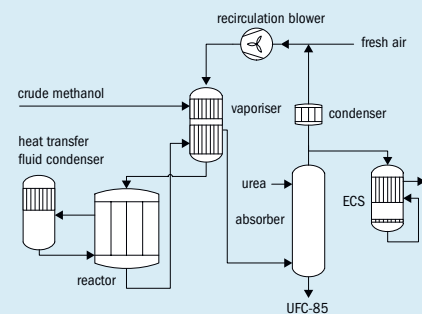 recirculation blower
fresh air
crude methanol
vaporiser
condenser
heat transfer
fluid condenser
urea
absorber
ECS
reactor
UFC-85